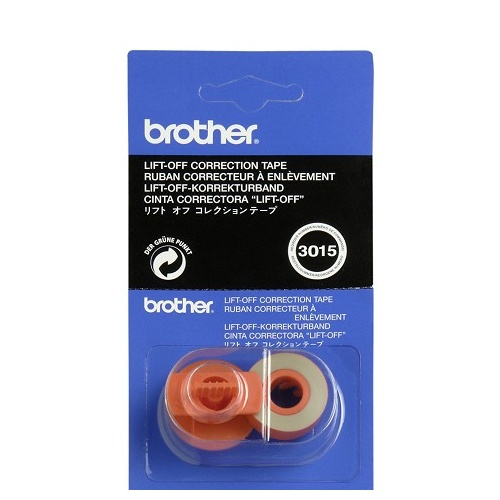 brother®
LIFT-OFF CORRECTION TAPE
RUBAN CORRECTEUR À ENLÈVEMENT
LIFT-OFF-KORREKTURBAND
CINTA CORRECTORA "LIFT-OFF"
リフト オフ コレクションテープ
DER GRÜNE PUNKT
3015
brother®
LIFT-OFF CORRECTION TAPE
RUBAN CORRECTEUR À
ENLÈVEMENT
LIFT-OFF-KORREKTURBAND
CINTA CORRECTORA "LIFT-OFF"
リフト オフ コレクションテープ